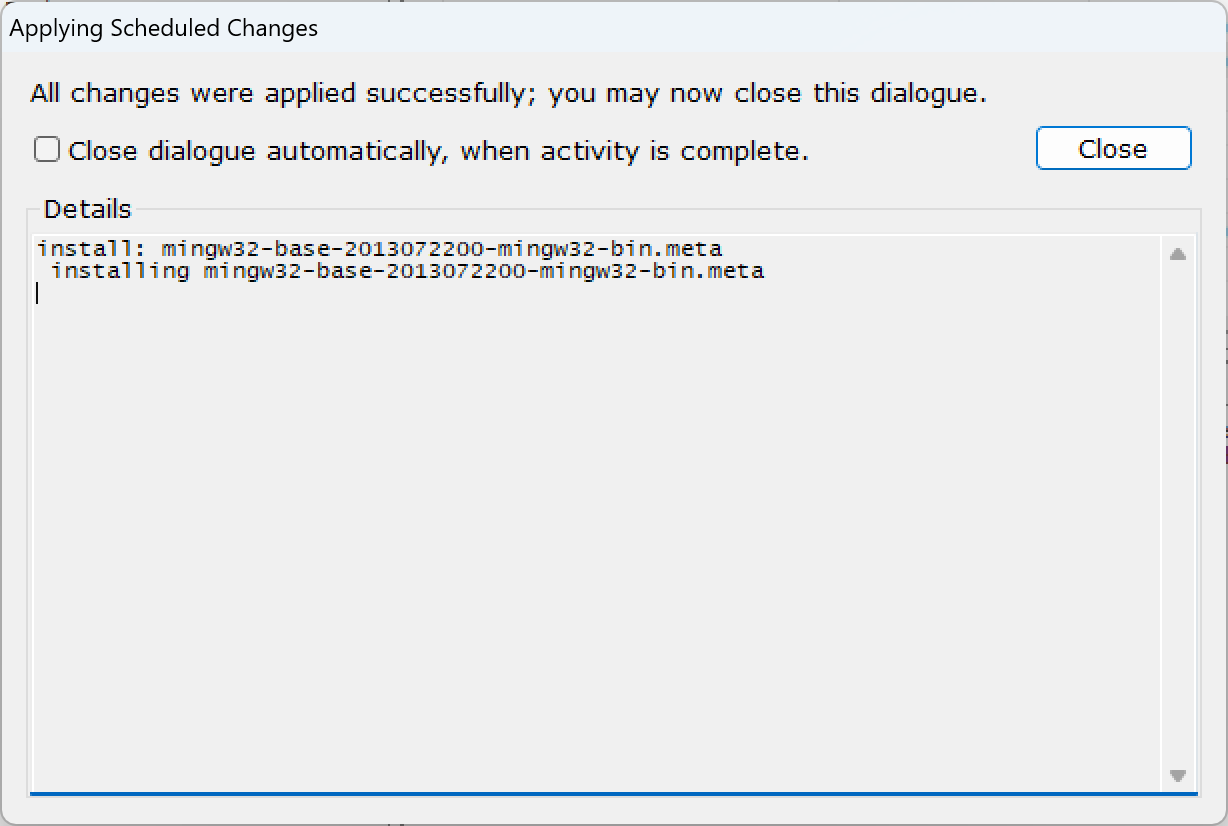 Applying Scheduled Changes
All changes were applied successfully; you may now close this dialogue.
Close dialogue automatically, when activity is complete.
Close
Details
install: mingw32-base-2013072200-mingw32-bin.meta
 installing mingw32-base-2013072200-mingw32-bin.meta